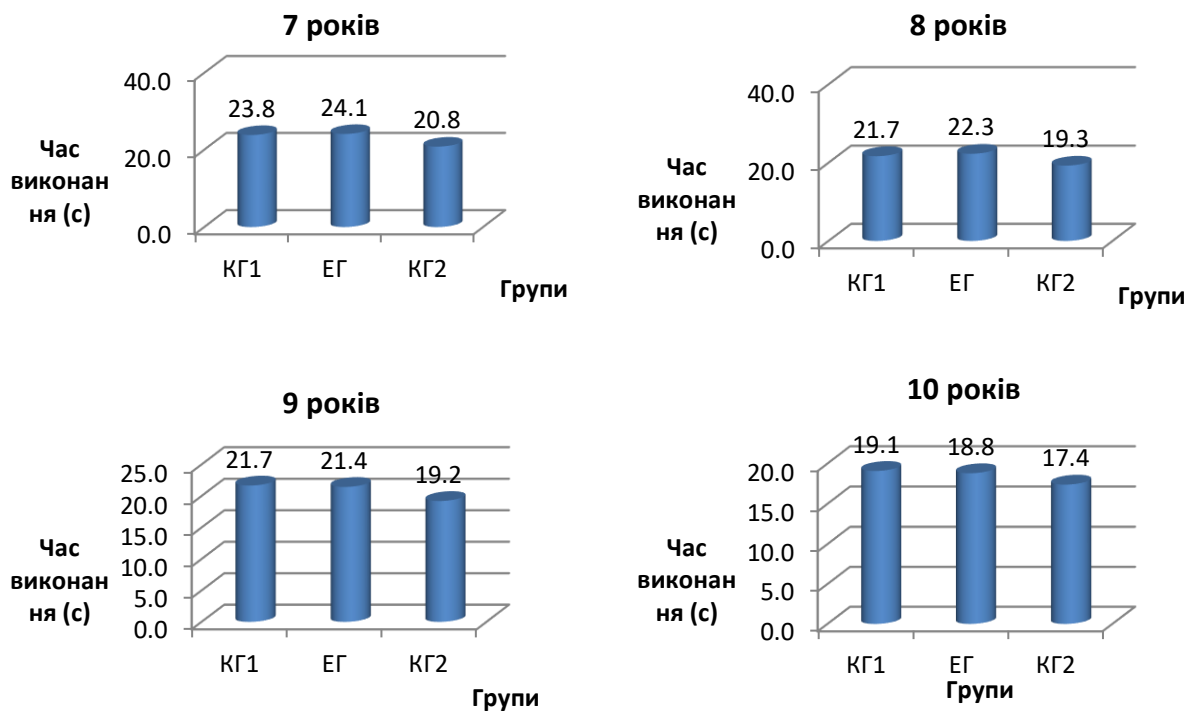 7 років
40.0
20.0
0.0
23.8
24.1
20.8
Час
виконан
ня (с)
КГ1
ЕГ
КГ2
Групи
8 років
40.0
20.0
0.0
21.7
22.3
19.3
Час
виконан
ня (с)
КГ1
ЕГ
КГ2
Групи
9 років
25.0
20.0
15.0
10.0
5.0
0.0
21.7
21.4
19.2
Час
виконан
ня (с)
КГ1
ЕГ
КГ2
Групи
10 років
20.0
15.0
10.0
5.0
0.0
19.1
18.8
17.4
Час
виконан
ня (с)
КГ1
ЕГ
КГ2
Групи